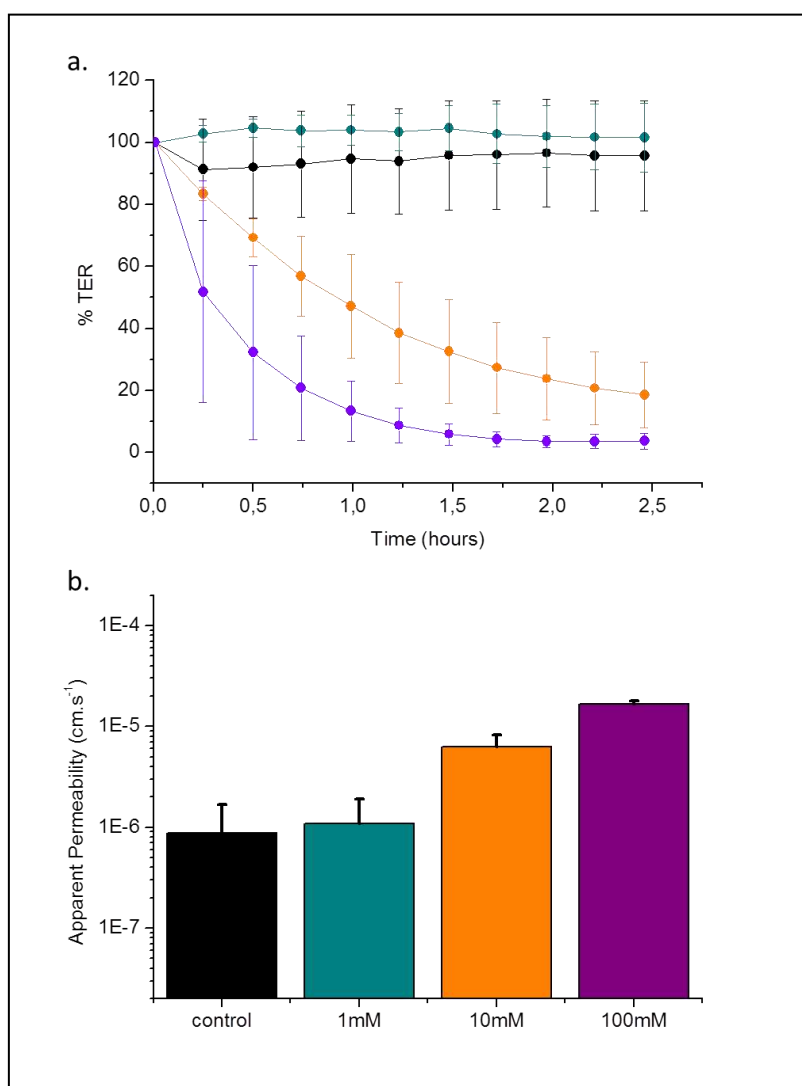 a.
120
100
80
60
40
20
0
% TER
0,0 0,5 1,0 1,5 2,0 2,5
Time (hours)
b.
1E-4
1E-5
1E-6
1E-7
Apparent Permeability (cm.s⁻¹)
control 1mM 10mM 100mM